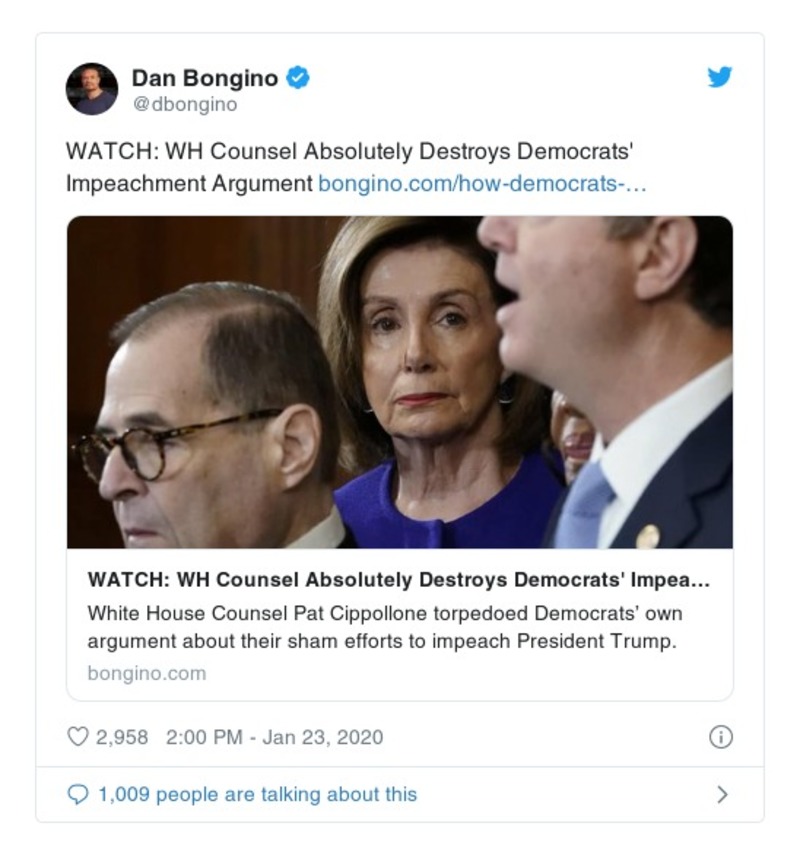 Dan Bongino
@dbongino
WATCH: WH Counsel Absolutely Destroys Democrats'
Impeachment Argument bongino.com/how-democrats-…
WATCH: WH Counsel Absolutely Destroys Democrats' Impea…
White House Counsel Pat Cippollone torpedoed Democrats’ own
argument about their sham efforts to impeach President Trump.
bongino.com
2,958 2:00 PM - Jan 23, 2020
1,009 people are talking about this